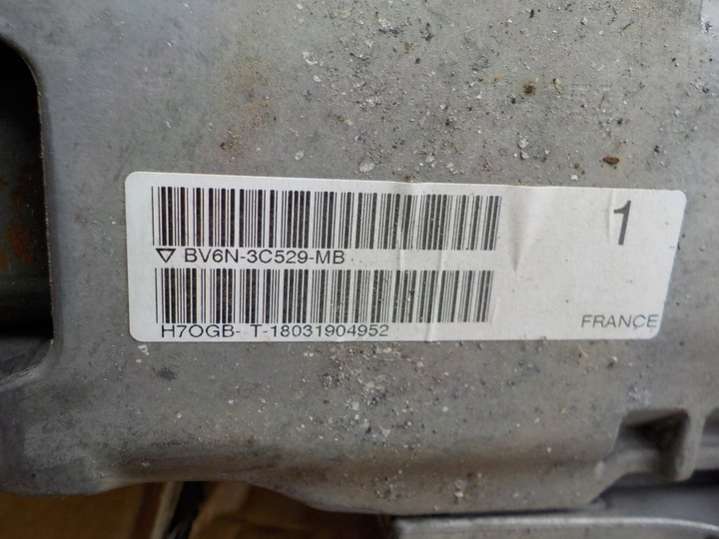 1
▽ BV6N-3C529-MB
H7OGB- T-18031904952
FRANCE